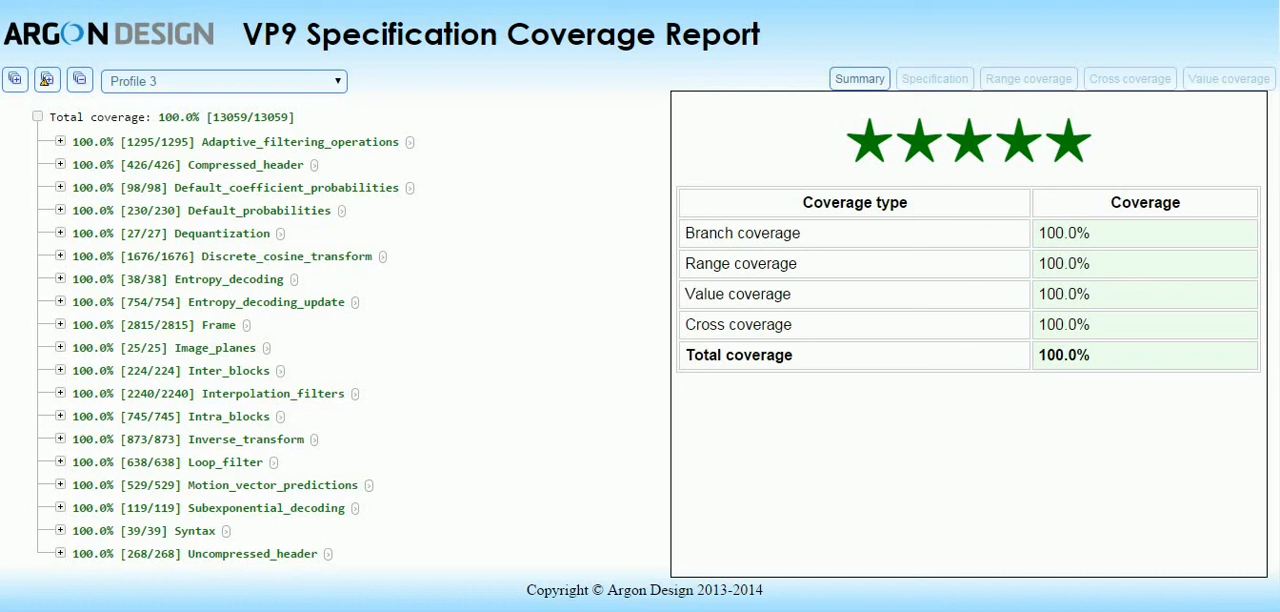 ARGON DESIGN VP9 Specification Coverage Report
Profile 3
Summary Specification Range coverage Cross coverage Value coverage
Total coverage: 100.0% [13059/13059]
100.0% [1295/1295] Adaptive_filtering_operations
100.0% [426/426] Compressed_header
100.0% [98/98] Default_coefficient_probabilities
100.0% [230/230] Default_probabilities
100.0% [27/27] Dequantization
100.0% [1676/1676] Discrete_cosine_transform
100.0% [38/38] Entropy_decoding
100.0% [754/754] Entropy_decoding_update
100.0% [2815/2815] Frame
100.0% [25/25] Image_planes
100.0% [224/224] Inter_blocks
100.0% [2240/2240] Interpolation_filters
100.0% [745/745] Intra_blocks
100.0% [873/873] Inverse_transform
100.0% [638/638] Loop_filter
100.0% [529/529] Motion_vector_predictions
100.0% [119/119] Subexponential_decoding
100.0% [39/39] Syntax
100.0% [268/268] Uncompressed_header
Coverage type Coverage
Branch coverage 100.0%
Range coverage 100.0%
Value coverage 100.0%
Cross coverage 100.0%
Total coverage 100.0%
Copyright © Argon Design 2013-2014